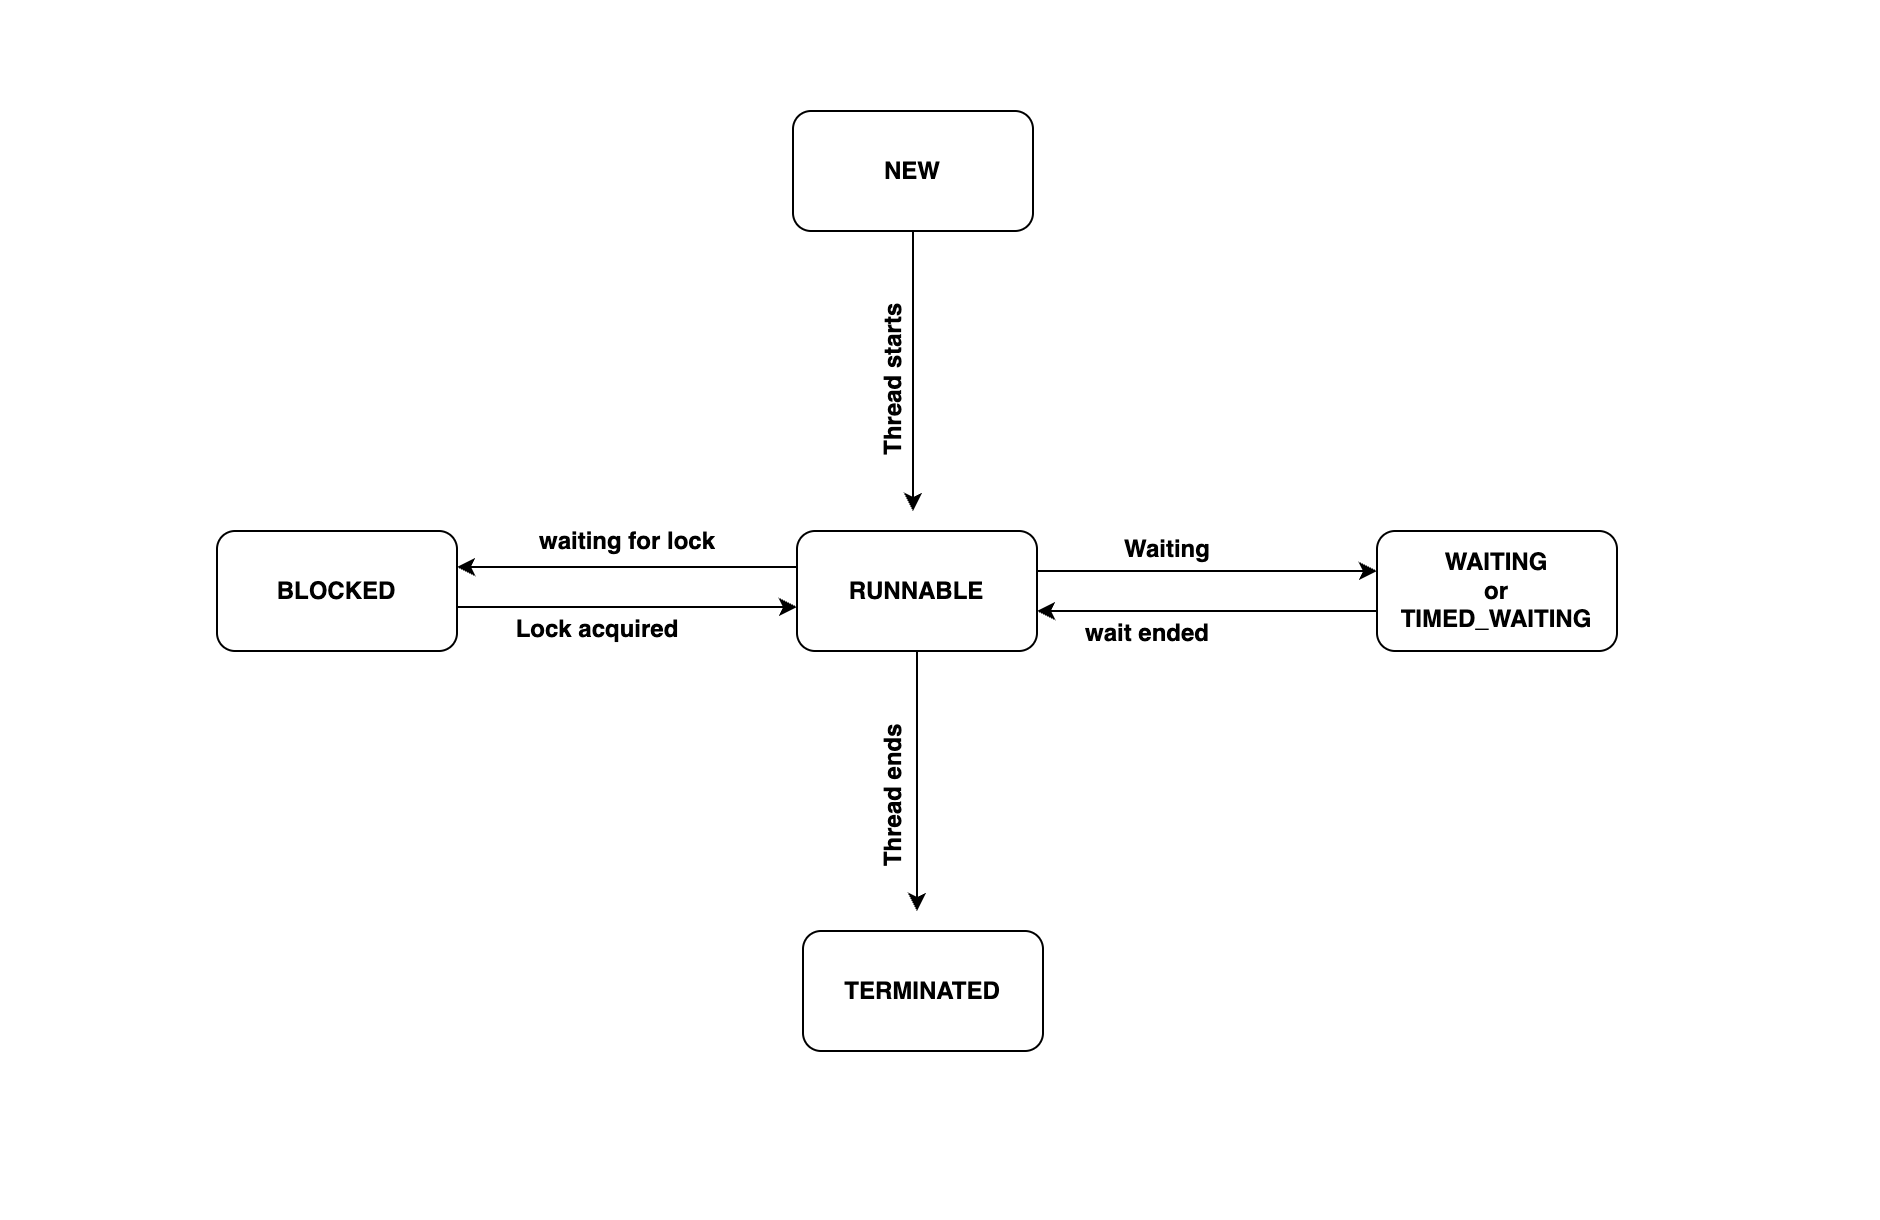 NEW
Thread starts
waiting for lock
Waiting
BLOCKED
RUNNABLE
WAITING
or
TIMED_WAITING
Lock acquired
wait ended
Thread ends
TERMINATED